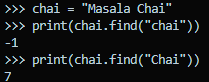 >>> chai = "Masala Chai"
>>> print(chai.find("chai"))
-1
>>> print(chai.find("Chai"))
7